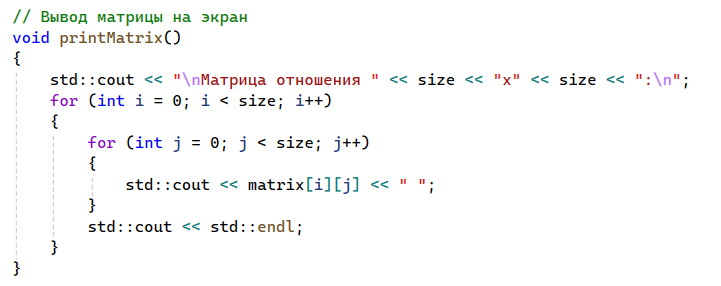 // Вывод матрицы на экран
void printMatrix()
{
    std::cout << "\nМатрица отношения " << size << "x" << size << ":\n";
    for (int i = 0; i < size; i++)
    {
        for (int j = 0; j < size; j++)
        {
            std::cout << matrix[i][j] << " ";
        }
        std::cout << std::endl;
    }
}